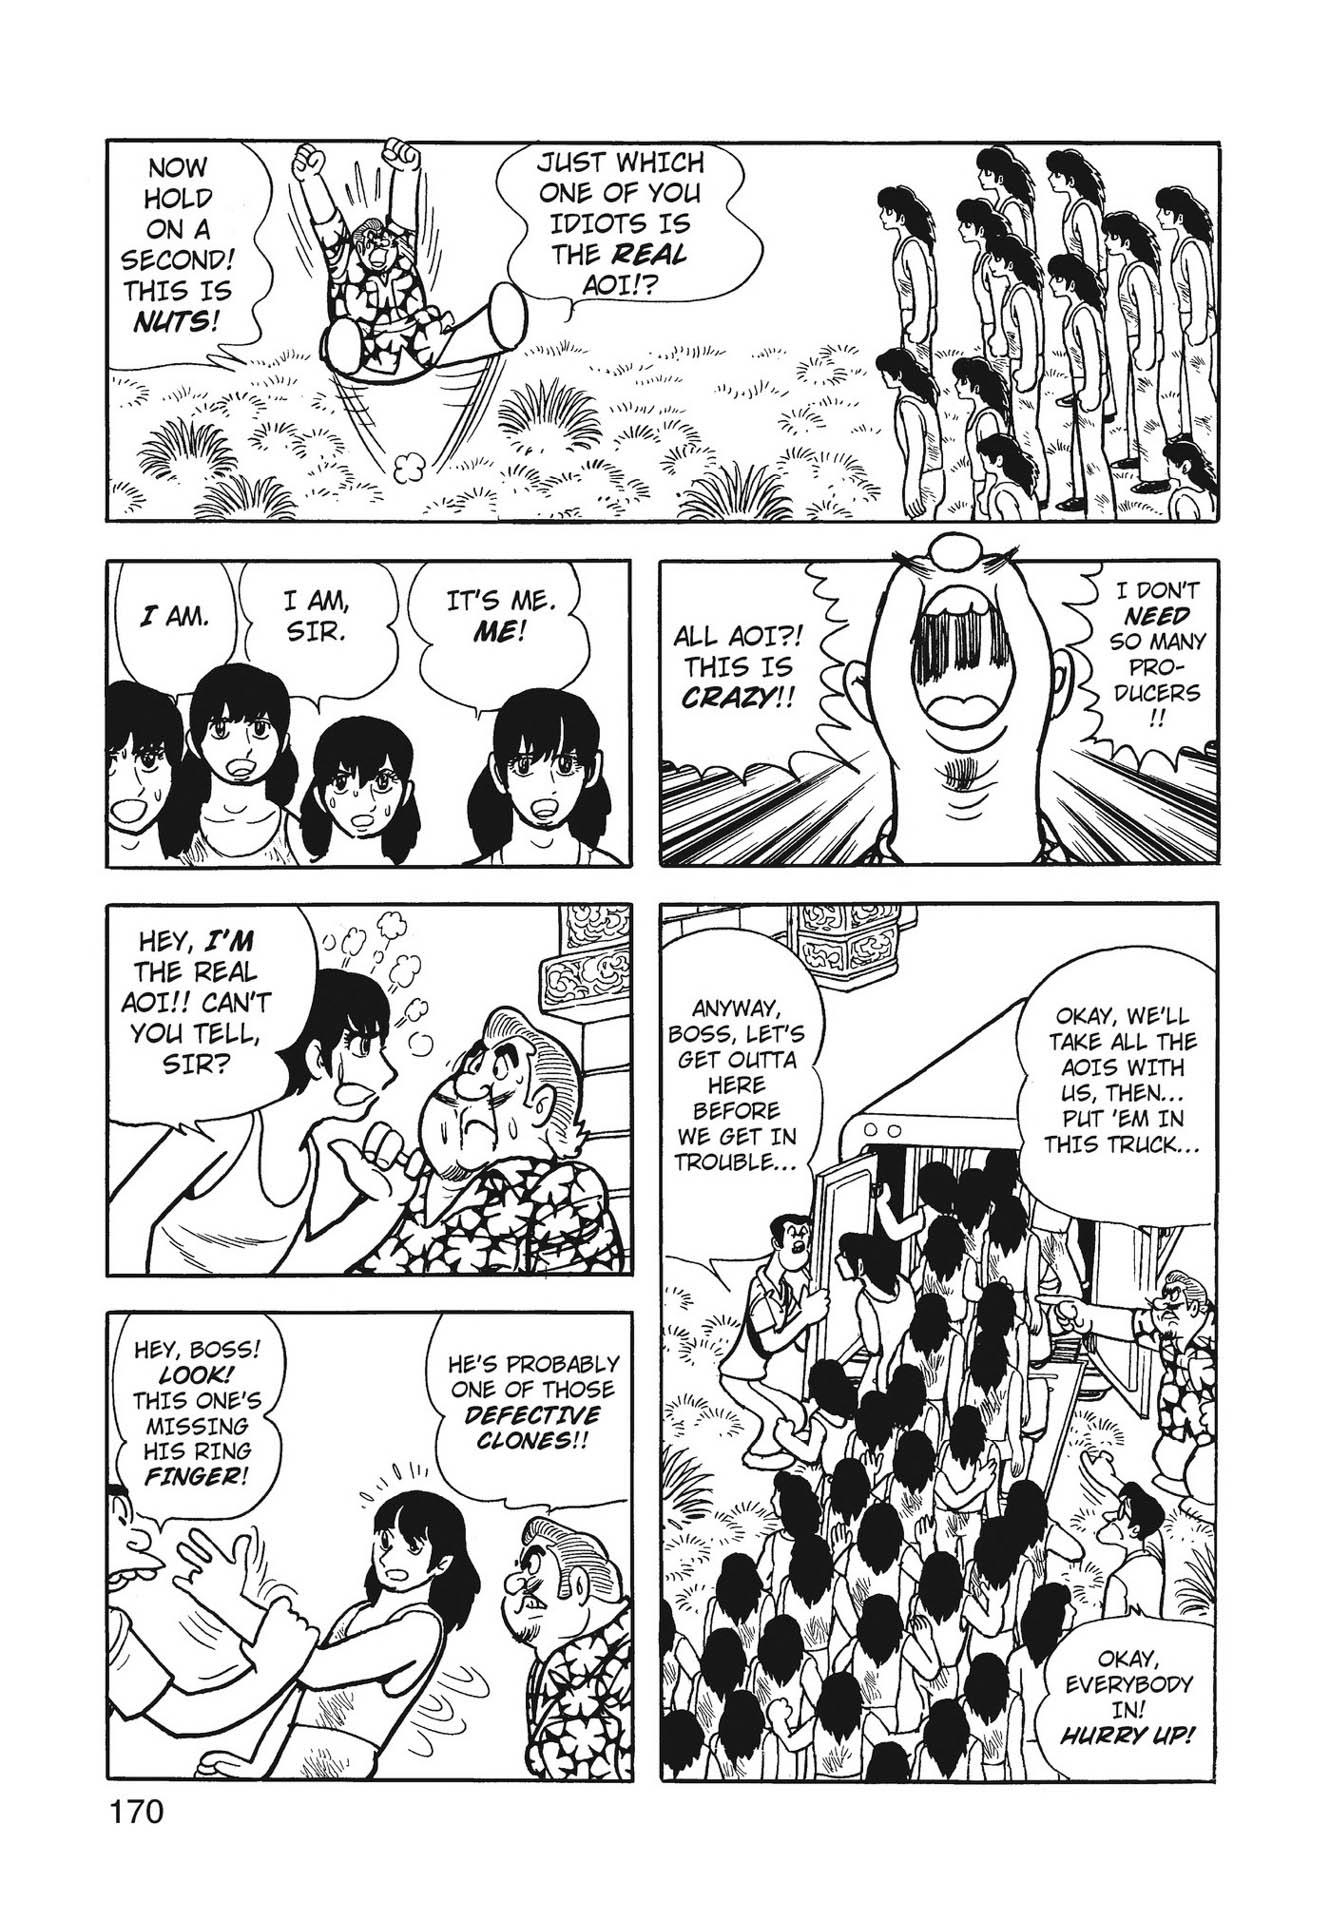 NOW
HOLD
ON A
SECOND!
THIS IS
NUTS!
JUST WHICH
ONE OF YOU
IDIOTS IS
THE REAL
AOI!?
I AM.
I AM,
SIR.
IT'S ME.
ME!
ALL AOI?!
THIS IS
CRAZY!!
I DON'T
NEED
SO MANY
PRO-
DUCERS
!!
HEY, I'M
THE REAL
AOI!! CAN'T
YOU TELL,
SIR?
HEY, BOSS!
LOOK!
THIS ONE'S
MISSING
HIS RING
FINGER!
HE'S PROBABLY
ONE OF THOSE
DEFECTIVE
CLONES!!
ANYWAY,
BOSS, LET'S
GET OUTTA
HERE
BEFORE
WE GET IN
TROUBLE...
OKAY, WE'LL
TAKE ALL THE
AOIS WITH
US, THEN...
PUT 'EM IN
THIS TRUCK...
OKAY,
EVERYBODY
IN!
HURRY UP!
170